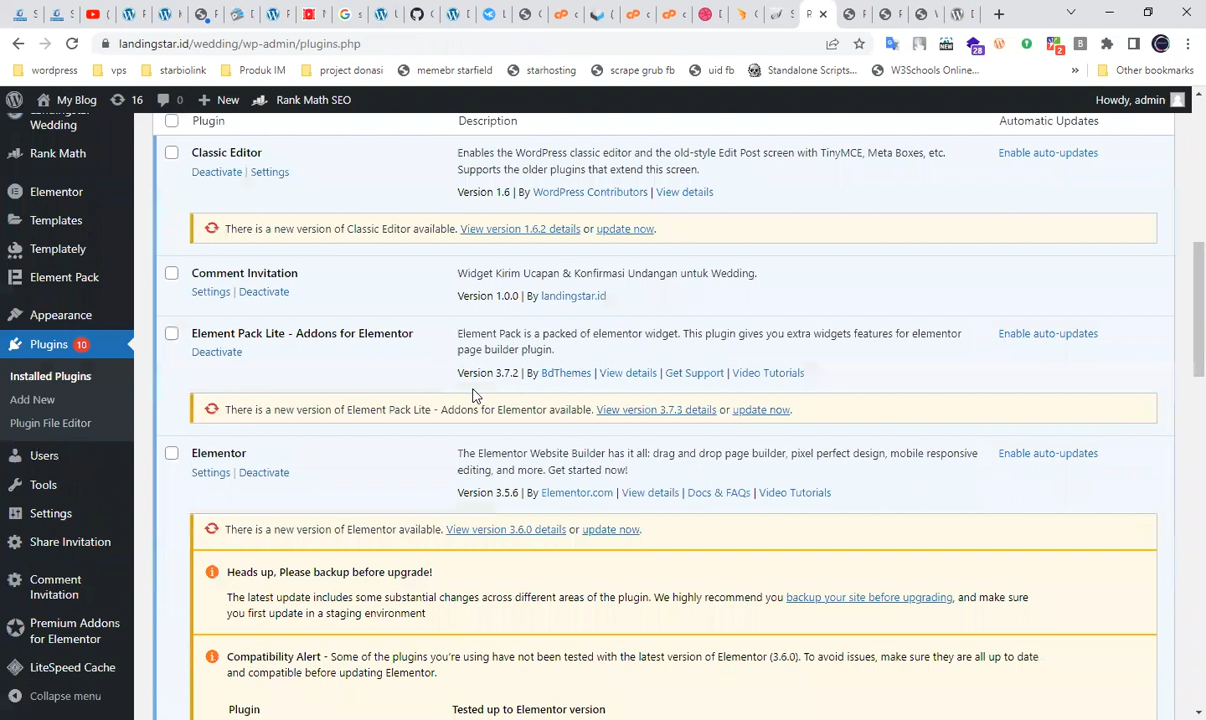 landingstar.id/wedding/wp-admin/plugins.php
wordpress
vps
starbiolink
Produk IM
project donasi
memebr starfield
starhosting
scrape grub fb
uid fb
Standalone Scripts...
W3Schools Online...
Other bookmarks
My Blog
16
0
New
Rank Math SEO
Howdy, admin
Wedding
Rank Math
Elementor
Templates
Templately
Element Pack
Appearance
Plugins 10
Installed Plugins
Add New
Plugin File Editor
Users
Tools
Settings
Share Invitation
Comment
Invitation
Premium Addons
for Elementor
LiteSpeed Cache
Collapse menu
Plugin
Description
Automatic Updates
Classic Editor
Deactivate | Settings
Enables the WordPress classic editor and the old-style Edit Post screen with TinyMCE, Meta Boxes, etc.
Supports the older plugins that extend this screen.
Version 1.6 | By WordPress Contributors | View details
Enable auto-updates
There is a new version of Classic Editor available. View version 1.6.2 details or update now.
Comment Invitation
Settings | Deactivate
Widget Kirim Ucapan & Konfirmasi Undangan untuk Wedding.
Version 1.0.0 | By landingstar.id
Element Pack Lite - Addons for Elementor
Deactivate
Element Pack is a packed of elementor widget. This plugin gives you extra widgets features for elementor
page builder plugin.
Version 3.7.2 | By BdThemes | View details | Get Support | Video Tutorials
Enable auto-updates
There is a new version of Element Pack Lite - Addons for Elementor available. View version 3.7.3 details or update now.
Elementor
Settings | Deactivate
The Elementor Website Builder has it all: drag and drop page builder, pixel perfect design, mobile responsive
editing, and more. Get started now!
Version 3.5.6 | By Elementor.com | View details | Docs & FAQs | Video Tutorials
Enable auto-updates
There is a new version of Elementor available. View version 3.6.0 details or update now.
Heads up, Please backup before upgrade!
The latest update includes some substantial changes across different areas of the plugin. We highly recommend you backup your site before upgrading, and make sure
you first update in a staging environment
Compatibility Alert - Some of the plugins you're using have not been tested with the latest version of Elementor (3.6.0). To avoid issues, make sure they are all up to date
and compatible before updating Elementor.
Plugin
Tested up to Elementor version